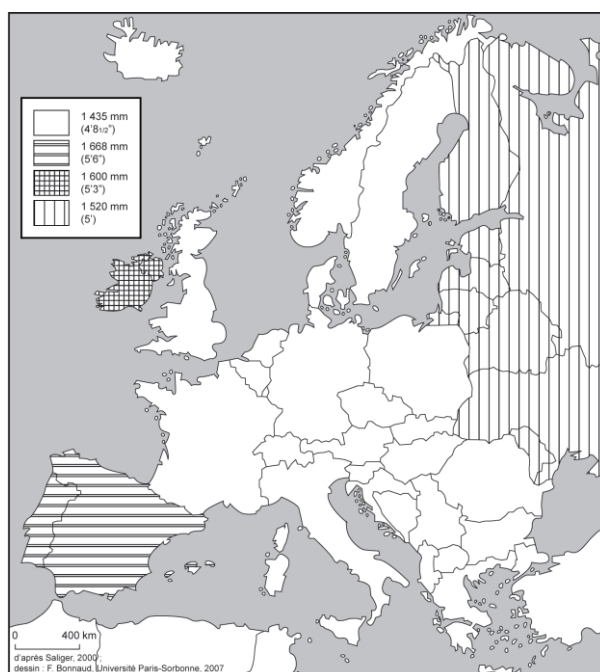 1 435 mm
(4'8 1/2")
1 668 mm
(5'6")
1 600 mm
(5'3")
1 520 mm
(5')
0 400 km
d'après Saliger, 2000 ;
dessin : F. Bonnaud, Université Paris-Sorbonne, 2007